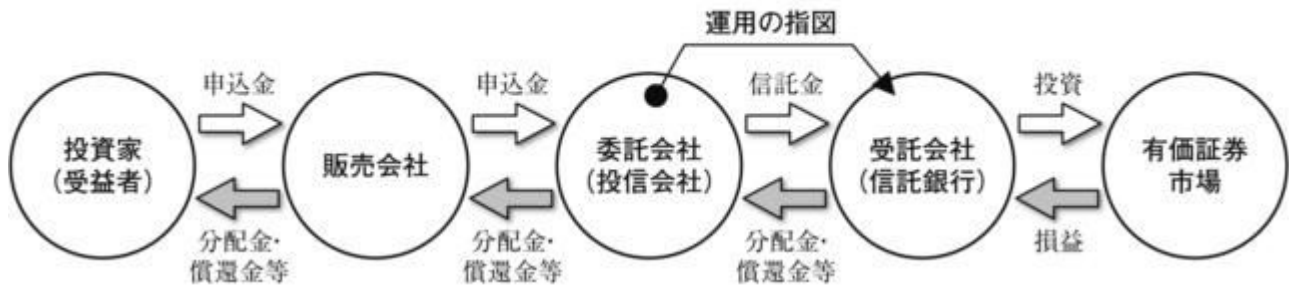 運用の指図
申込金
申込金
信託金
投資
投資家
（受益者）
販売会社
委託会社
（投信会社）
受託会社
（信託銀行）
有価証券
市場
分配金・
償還金等
分配金・
償還金等
分配金・
償還金等
損益